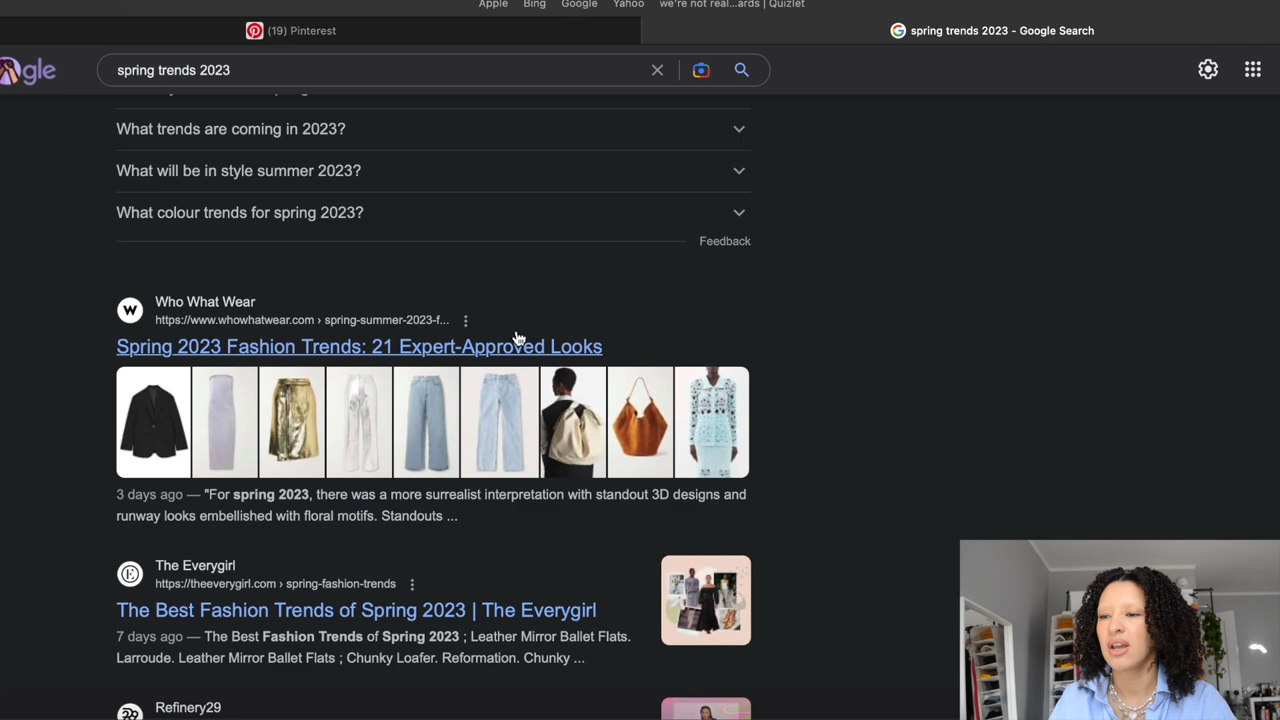 Apple Bing Google Yahoo we're not real...ards | Quizlet
(19) Pinterest
spring trends 2023 - Google Search
gle
spring trends 2023
What trends are coming in 2023?
What will be in style summer 2023?
What colour trends for spring 2023?
Feedback
W
Who What Wear
https://www.whowhatwear.com › spring-summer-2023-f...
Spring 2023 Fashion Trends: 21 Expert-Approved Looks
3 days ago — "For spring 2023, there was a more surrealist interpretation with standout 3D designs and
runway looks embellished with floral motifs. Standouts ...
E
The Everygirl
https://theeverygirl.com › spring-fashion-trends
The Best Fashion Trends of Spring 2023 | The Everygirl
7 days ago — The Best Fashion Trends of Spring 2023 ; Leather Mirror Ballet Flats.
Larroude. Leather Mirror Ballet Flats ; Chunky Loafer. Reformation. Chunky ...
Refinery29